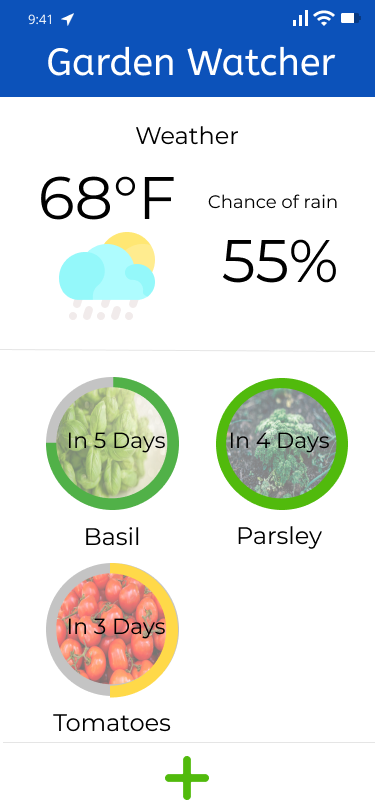 9:41
Garden Watcher
Weather
68°F
Chance of rain
55%
In 5 Days
In 4 Days
Basil
Parsley
In 3 Days
Tomatoes